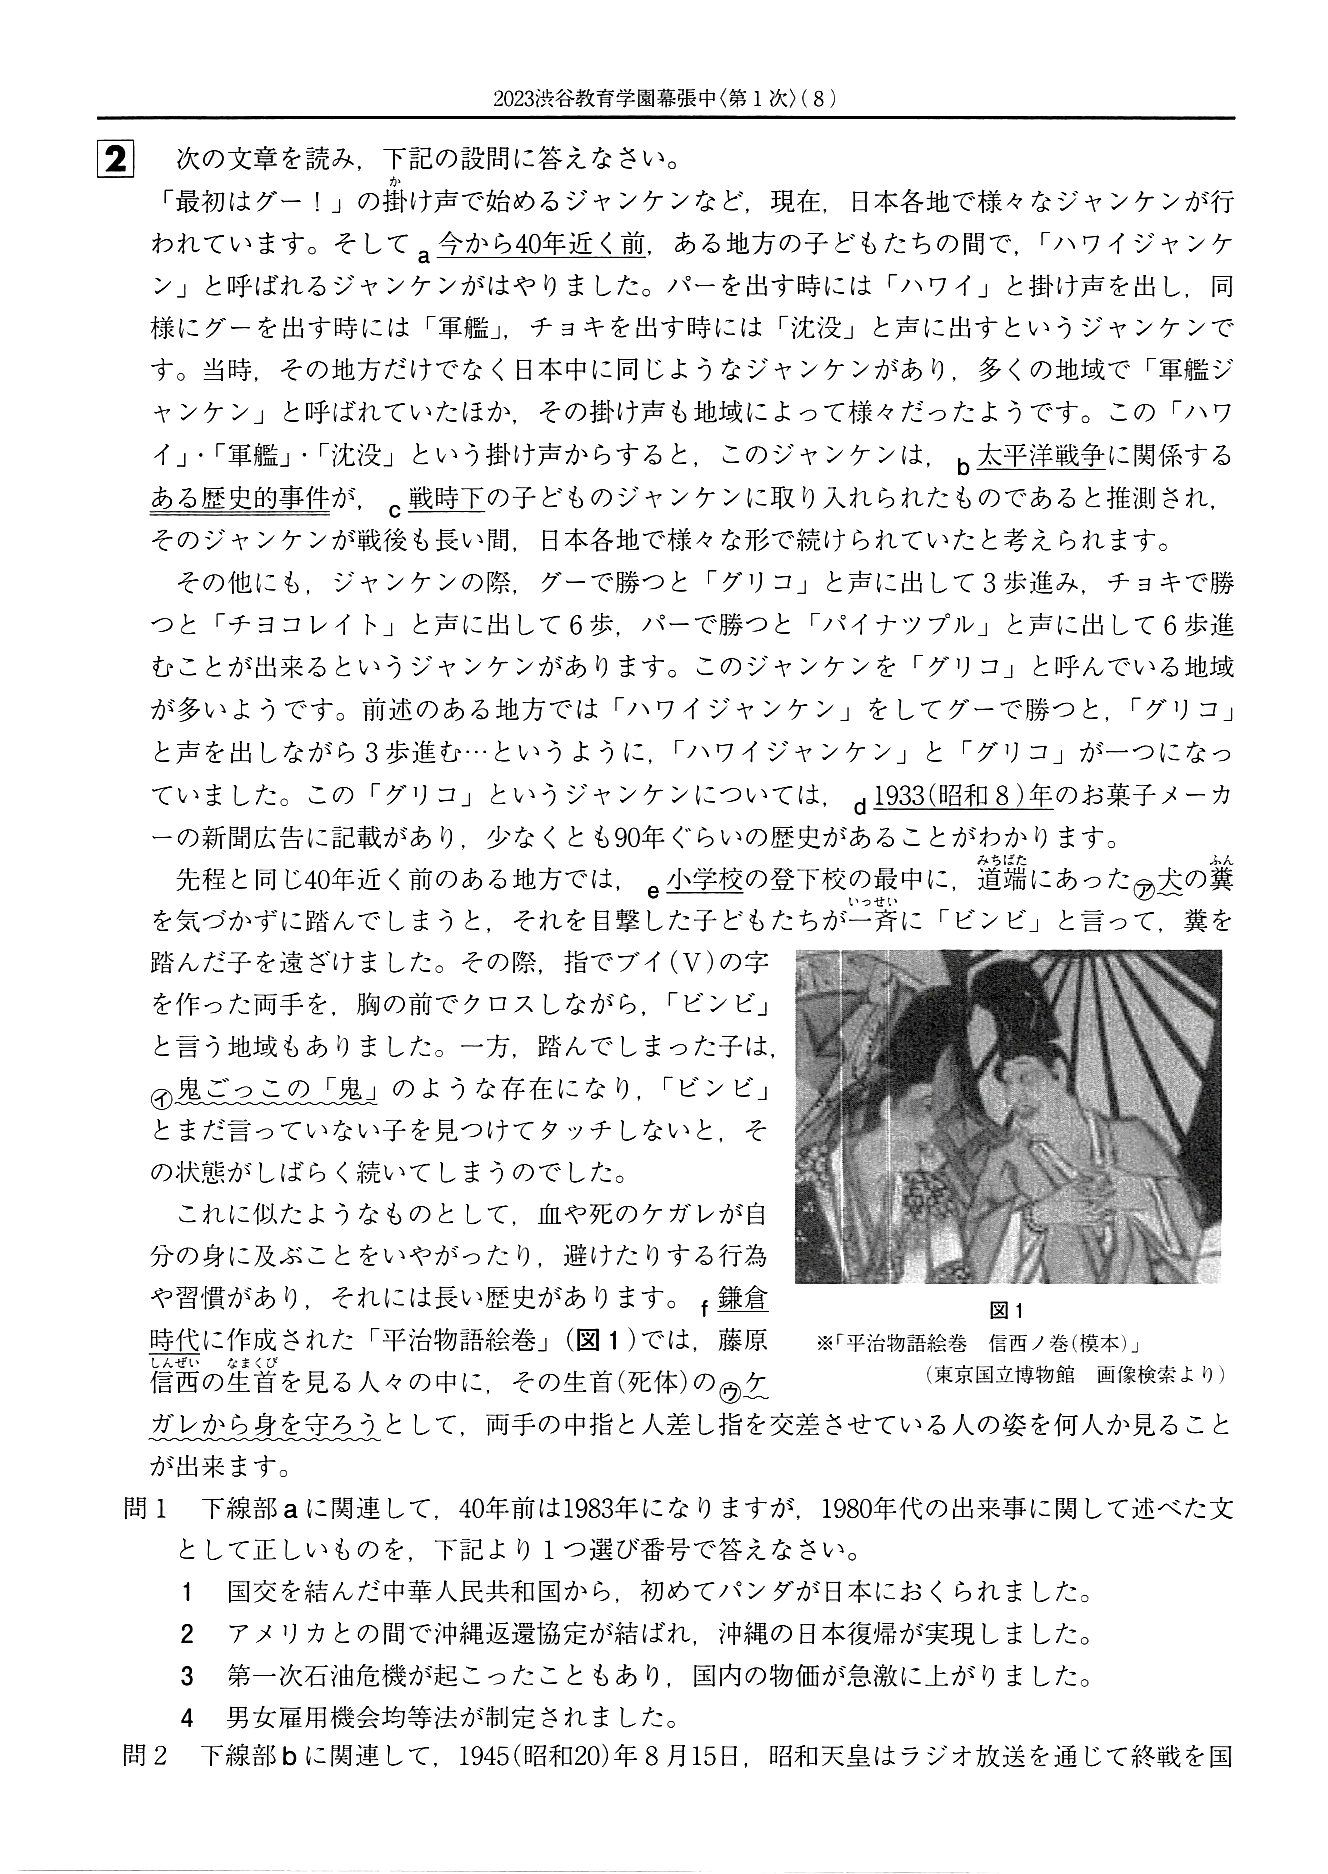 2023渋谷教育学園幕張中〈第1次〉(8)
2 次の文章を読み，下記の設問に答えなさい。
「最初はグー！」の掛け声で始めるジャンケンなど，現在，日本各地で様々なジャンケンが行
われています。そして a 今から40年近く前，ある地方の子どもたちの間で，「ハワイジャンケ
ン」と呼ばれるジャンケンがはやりました。パーを出す時には「ハワイ」と掛け声を出し，同
様にグーを出す時には「軍艦」，チョキを出す時には「沈没」と声に出すというジャンケンで
す。当時，その地方だけでなく日本中に同じようなジャンケンがあり，多くの地域で「軍艦ジ
ャンケン」と呼ばれていたほか，その掛け声も地域によって様々だったようです。この「ハワ
イ」・「軍艦」・「沈没」という掛け声からすると，このジャンケンは， b 太平洋戦争に関係する
ある歴史的事件が， c 戦時下の子どものジャンケンに取り入れられたものであると推測され，
そのジャンケンが戦後も長い間，日本各地で様々な形で続けられていたと考えられます。
その他にも，ジャンケンの際，グーで勝つと「グリコ」と声に出して3歩進み，チョキで勝
つと「チヨコレイト」と声に出して6歩，パーで勝つと「パイナツプル」と声に出して6歩進
むことが出来るというジャンケンがあります。このジャンケンを「グリコ」と呼んでいる地域
が多いようです。前述のある地方では「ハワイジャンケン」をしてグーで勝つと，「グリコ」
と声を出しながら3歩進む…というように，「ハワイジャンケン」と「グリコ」が一つになっ
ていました。この「グリコ」というジャンケンについては， d 1933(昭和8)年のお菓子メーカ
ーの新聞広告に記載があり，少なくとも90年ぐらいの歴史があることがわかります。
先程と同じ40年近く前のある地方では， e 小学校の登下校の最中に，道端にあった㋐犬の糞
を気づかずに踏んでしまうと，それを目撃した子どもたちが一斉に「ビンビ」と言って，糞を
踏んだ子を遠ざけました。その際，指でブイ(V)の字
を作った両手を，胸の前でクロスしながら，「ビンビ」
と言う地域もありました。一方，踏んでしまった子は，
㋑鬼ごっこの「鬼」のような存在になり，「ビンビ」
とまだ言っていない子を見つけてタッチしないと，そ
の状態がしばらく続いてしまうのでした。
これに似たようなものとして，血や死のケガレが自
分の身に及ぶことをいやがったり，避けたりする行為
や習慣があり，それには長い歴史があります。 f 鎌倉
時代に作成された「平治物語絵巻」(図1)では，藤原
信西の生首を見る人々の中に，その生首(死体)の㋒ケ
ガレから身を守ろうとして，両手の中指と人差し指を交差させている人の姿を何人か見ること
が出来ます。
図1
※「平治物語絵巻 信西ノ巻(模本)」
(東京国立博物館 画像検索より)
問1 下線部aに関連して，40年前は1983年になりますが，1980年代の出来事に関して述べた文
として正しいものを，下記より1つ選び番号で答えなさい。
1 国交を結んだ中華人民共和国から，初めてパンダが日本におくられました。
2 アメリカとの間で沖縄返還協定が結ばれ，沖縄の日本復帰が実現しました。
3 第一次石油危機が起こったこともあり，国内の物価が急激に上がりました。
4 男女雇用機会均等法が制定されました。
問2 下線部bに関連して，1945(昭和20)年8月15日，昭和天皇はラジオ放送を通じて終戦を国